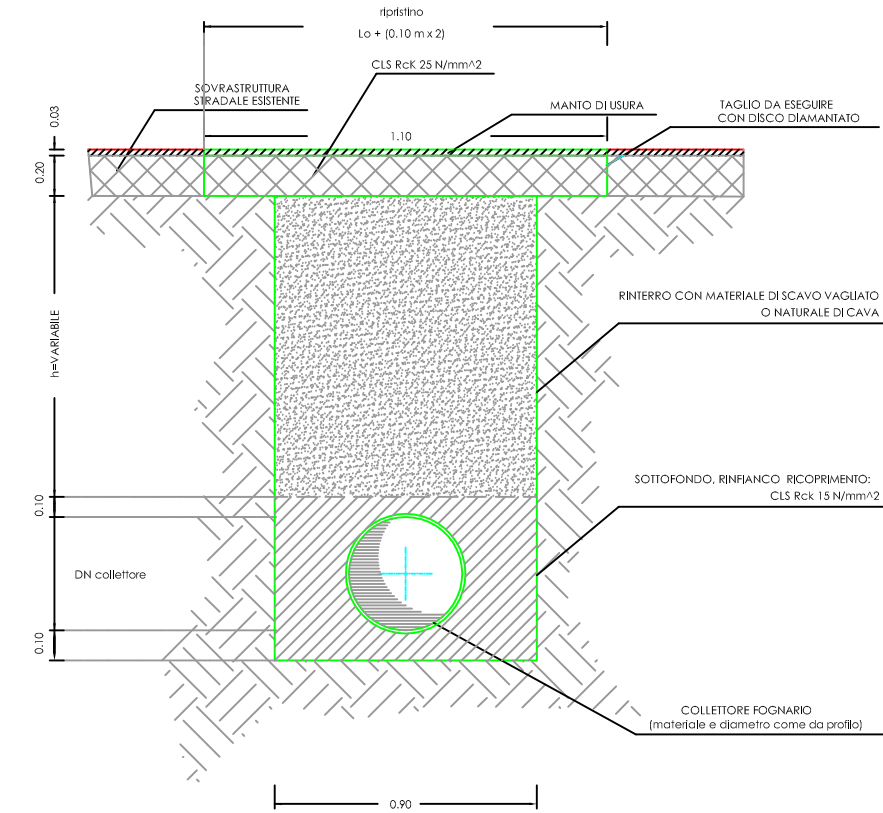 ripristino
Lo + (0.10 m x 2)
CLS RcK 25 N/mm^2
SOVRASTRUTTURA
STRADALE ESISTENTE
MANTO DI USURA
TAGLIO DA ESEGUIRE
CON DISCO DIAMANTATO
0.03
1.10
0.20
RINTERRO CON MATERIALE DI SCAVO VAGLIATO
O NATURALE DI CAVA
h=VARIABILE
SOTTOFONDO, RINFIANCO RICOPRIMENTO:
CLS Rck 15 N/mm^2
0.10
DN collettore
0.10
COLLETTORE FOGNARIO
(materiale e diametro come da profilo)
0.90